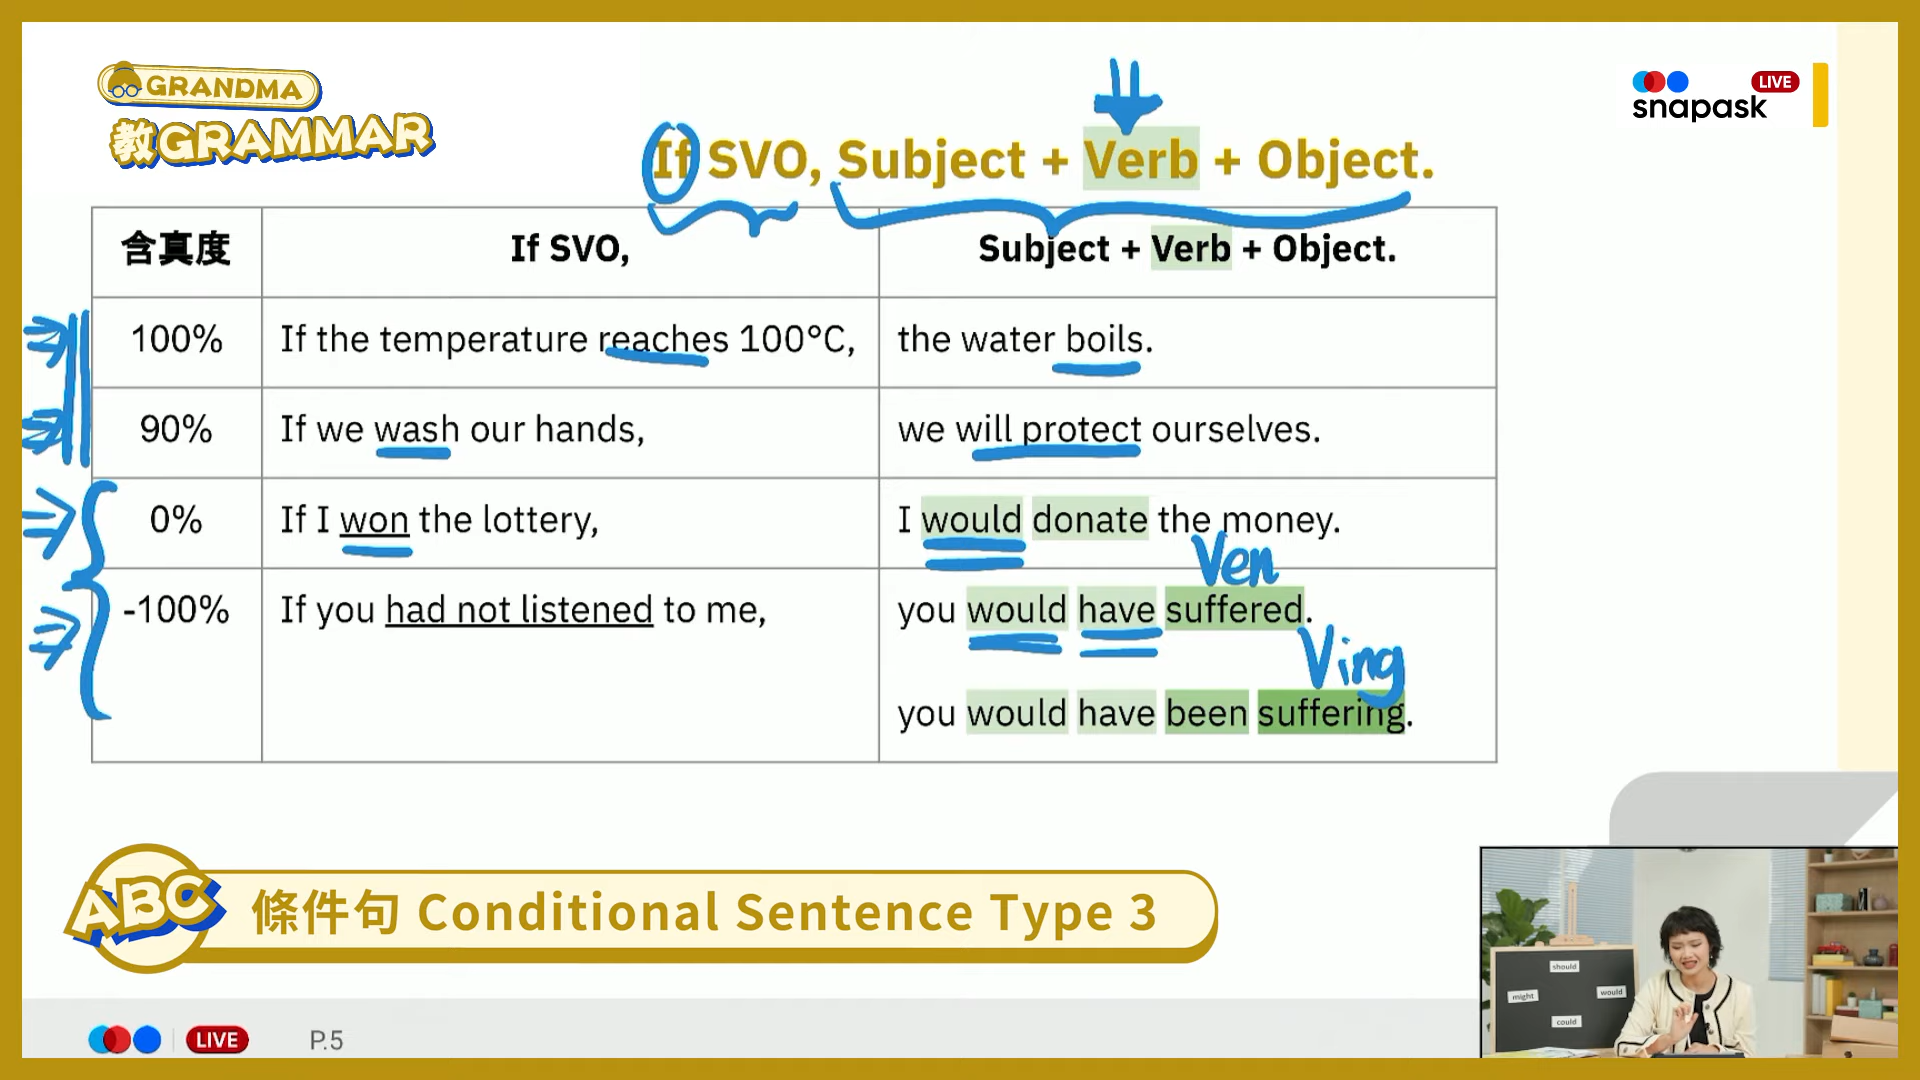 GRANDMA
教GRAMMAR
LIVE
snapask
If SVO, Subject + Verb + Object.
含真度
If SVO,
Subject + Verb + Object.
100%
If the temperature reaches 100°C,
the water boils.
90%
If we wash our hands,
we will protect ourselves.
0%
If I won the lottery,
I would donate the money.
Ven
-100%
If you had not listened to me,
you would have suffered.
Ving
you would have been suffering.
ABC
條件句 Conditional Sentence Type 3
should
might
would
could
LIVE
P.5